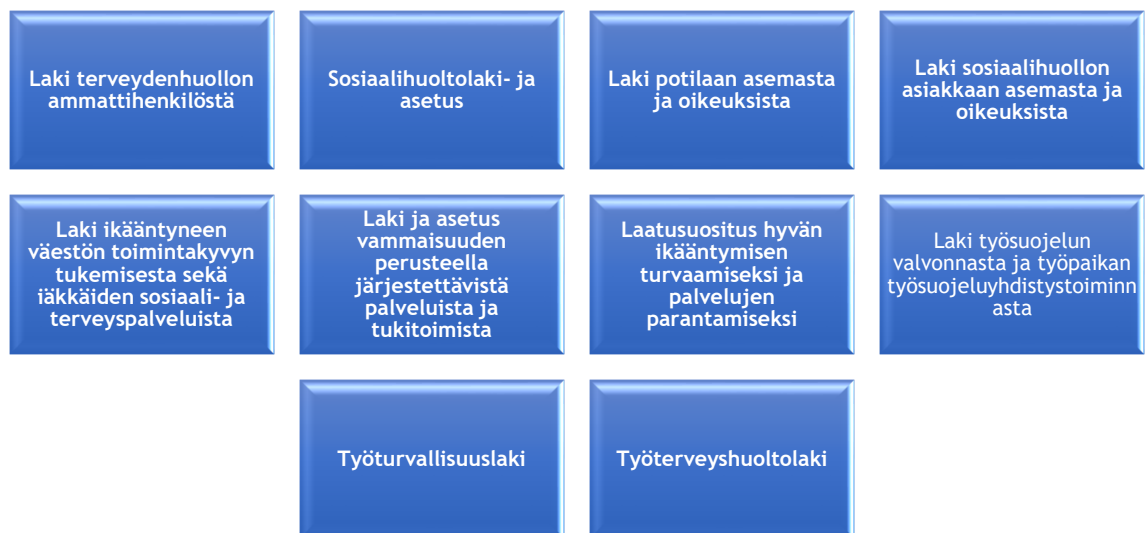 Laki terveydenhuollon
ammattihenkilöstä
Sosiaalihuoltolaki- ja
asetus
Laki potilaan asemasta
ja oikeuksista
Laki sosiaalihuollon
asiakkaan asemasta ja
oikeuksista
Laki ikääntyneen
väestön toimintakyvyn
tukemisesta sekä
iäkkäiden sosiaali- ja
terveyspalveluista
Laki ja asetus
vammaisuuden
perusteella
järjestettävistä
palveluista ja
tukitoimista
Laatusuositus hyvän
ikääntymisen
turvaamiseksi ja
palvelujen
parantamiseksi
Laki työsuojelun
valvonnasta ja työpaikan
työsuojeluyhdistystoiminn
asta
Työturvallisuuslaki
Työterveyshuoltolaki